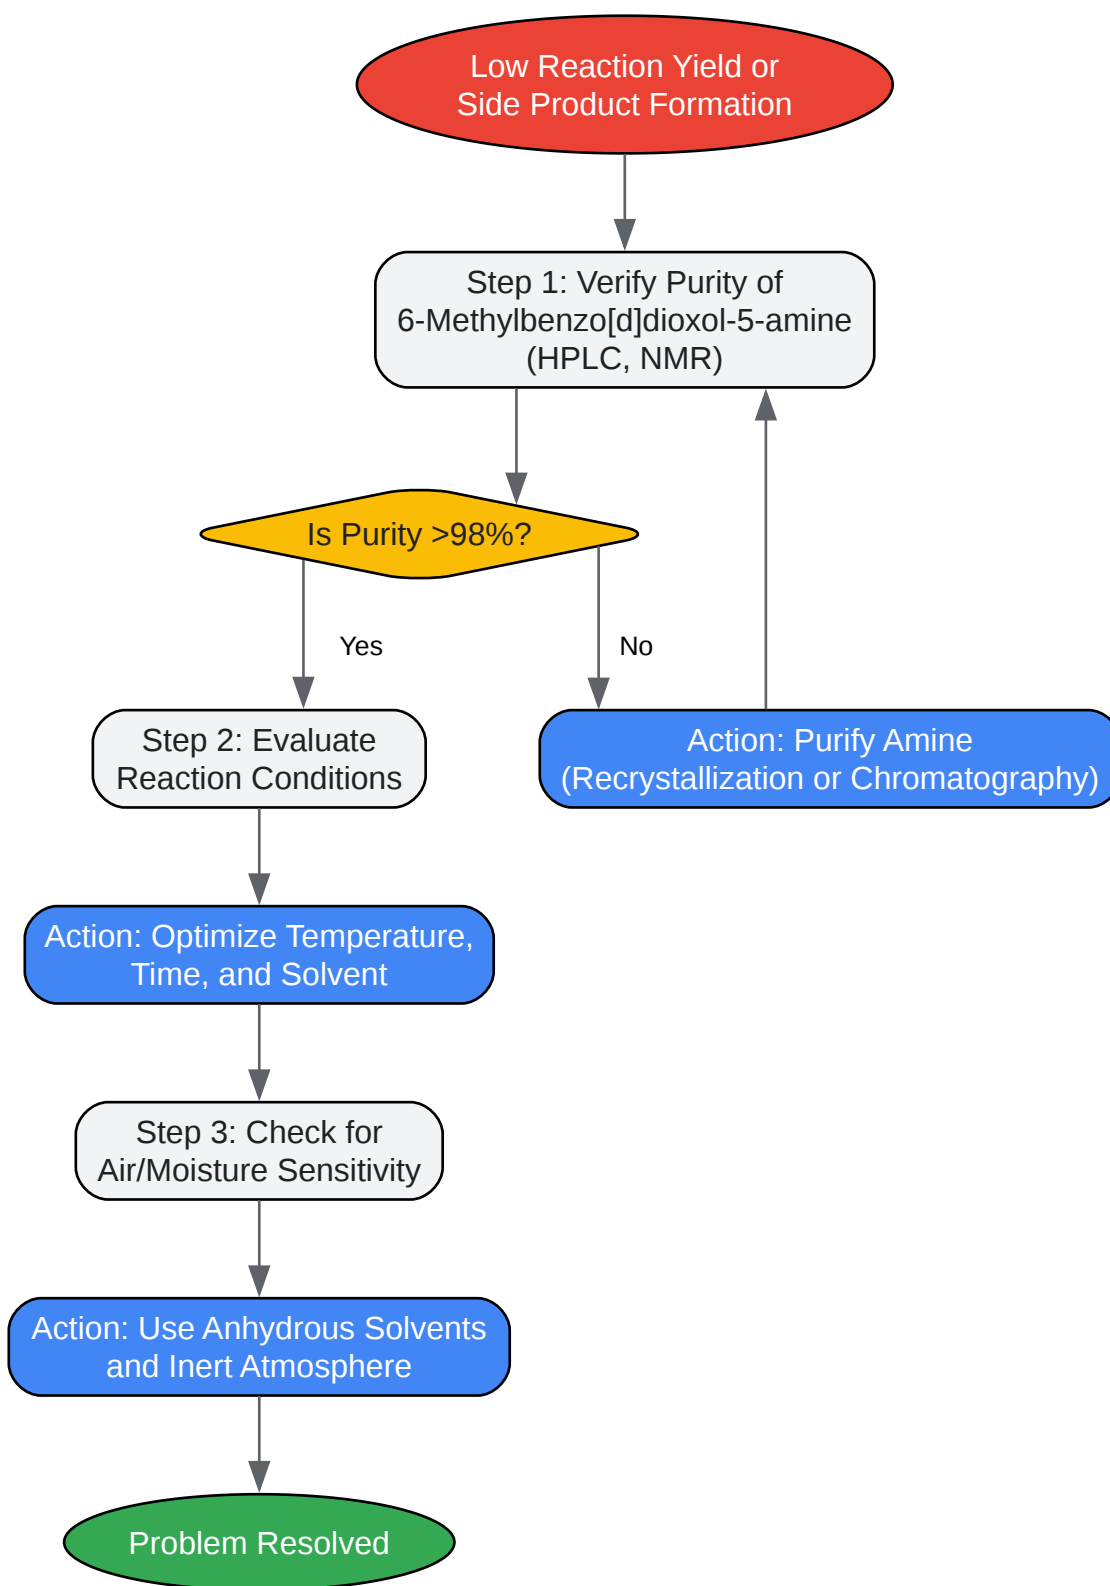 Low Reaction Yield or
Side Product Formation
Step 1: Verify Purity of
6-Methylbenzo[d]dioxol-5-amine
(HPLC, NMR)
Is Purity >98%?
Yes
No
Step 2: Evaluate
Reaction Conditions
Action: Purify Amine
(Recrystallization or Chromatography)
Action: Optimize Temperature,
Time, and Solvent
Step 3: Check for
Air/Moisture Sensitivity
Action: Use Anhydrous Solvents
and Inert Atmosphere
Problem Resolved